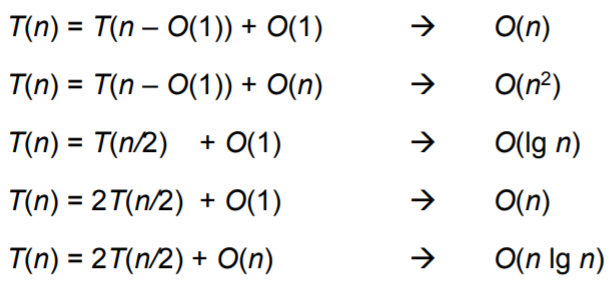 T(n) = T(n – O(1)) + O(1) → O(n)
T(n) = T(n – O(1)) + O(n) → O(n²)
T(n) = T(n/2) + O(1) → O(lg n)
T(n) = 2T(n/2) + O(1) → O(n)
T(n) = 2T(n/2) + O(n) → O(n lg n)